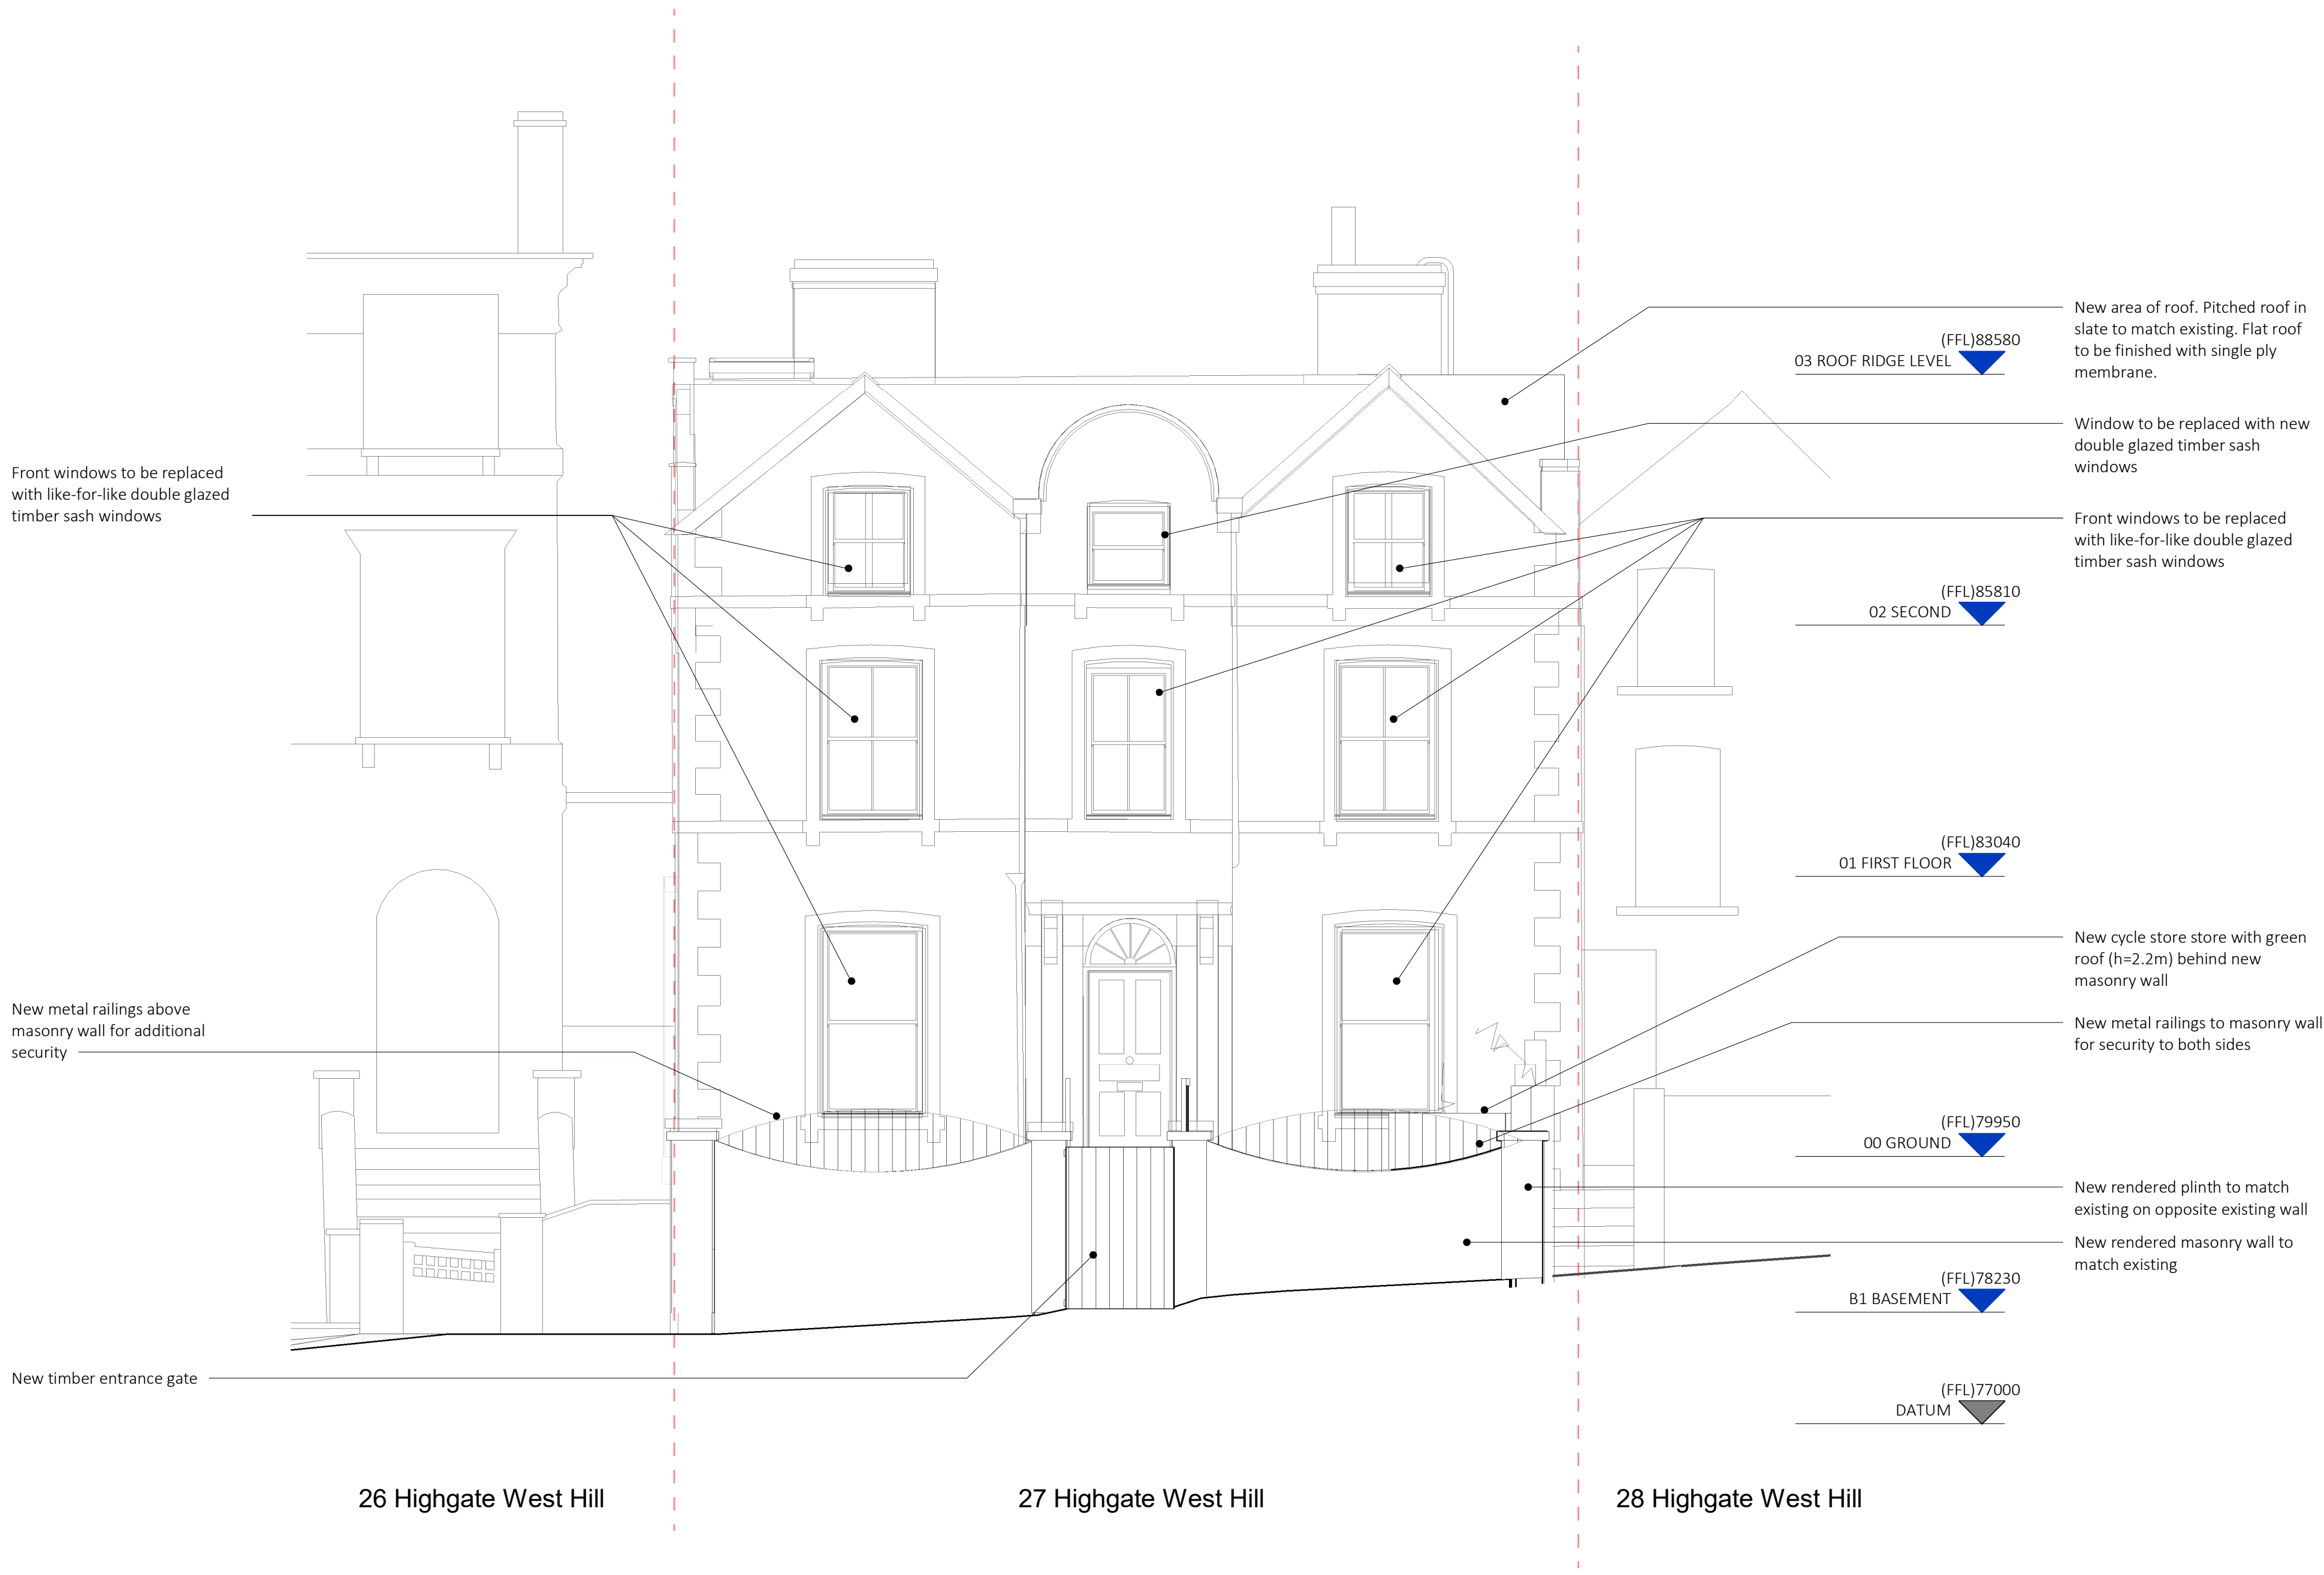 New area of roof. Pitched roof in
slate to match existing. Flat roof
to be finished with single ply
membrane.
(FFL)88580
03 ROOF RIDGE LEVEL
Window to be replaced with new
double glazed timber sash
windows
Front windows to be replaced
with like-for-like double glazed
timber sash windows
Front windows to be replaced
with like-for-like double glazed
timber sash windows
(FFL)85810
02 SECOND
(FFL)83040
01 FIRST FLOOR
New cycle store store with green
roof (h=2.2m) behind new
masonry wall
New metal railings above
masonry wall for additional
security
New metal railings to masonry wall
for security to both sides
(FFL)79950
00 GROUND
New rendered plinth to match
existing on opposite existing wall
New rendered masonry wall to
match existing
(FFL)78230
B1 BASEMENT
New timber entrance gate
(FFL)77000
DATUM
26 Highgate West Hill
27 Highgate West Hill
28 Highgate West Hill